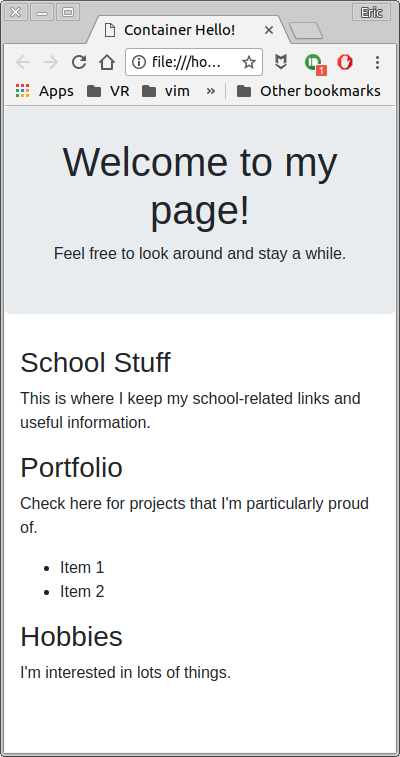 Container Hello!
Eric
file:///ho...
1
Apps
VR
vim
»
Other bookmarks
Welcome to my
page!
Feel free to look around and stay a while.
School Stuff
This is where I keep my school-related links and
useful information.
Portfolio
Check here for projects that I'm particularly proud
of.
• Item 1
• Item 2
Hobbies
I'm interested in lots of things.